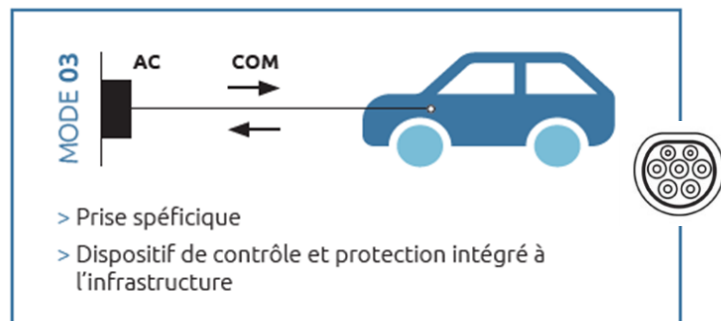 MODE 03
AC
COM
> Prise spéficique
> Dispositif de contrôle et protection intégré à
l'infrastructure